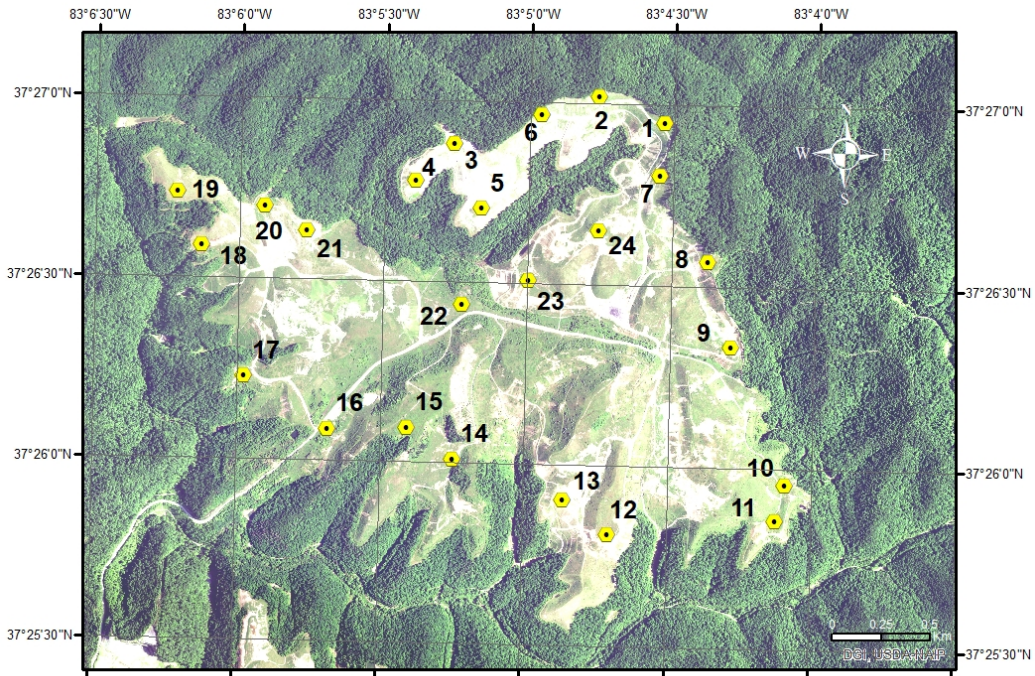 83°6'30"W 83°6'0"W 83°5'30"W 83°5'0"W 83°4'30"W 83°4'0"W
37°27'0"N 37°27'0"N
N
W E
S
6 2 1
3
4 5 7
19
20 21 24
18 8
37°26'30"N 37°26'30"N
22 23
9
17
16 15
14
37°26'0"N 37°26'0"N
13 10
12 11
0 0.25 0.5
Km
DGI, USDA-NAIP
37°25'30"N 37°25'30"N